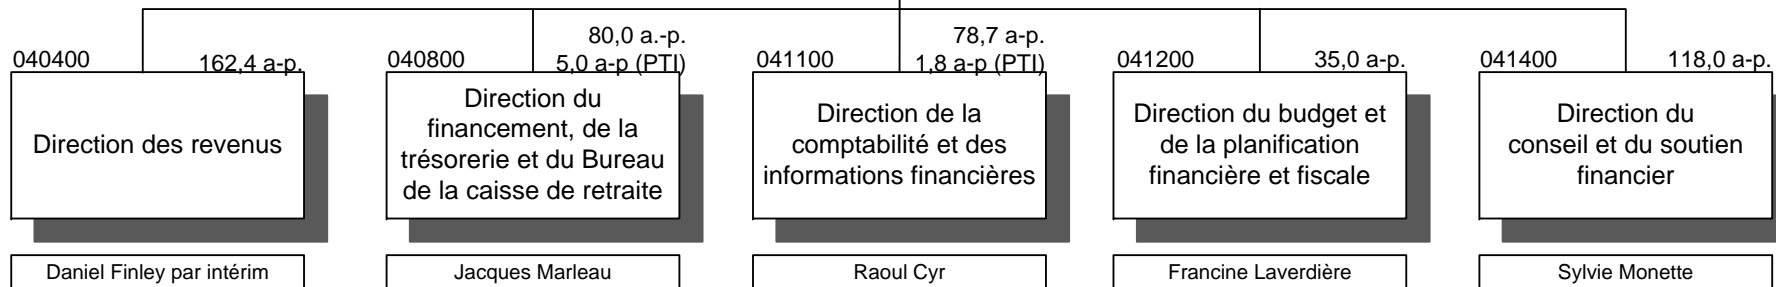 040400
162,4 a-p.
Direction des revenus
Daniel Finley par intérim
040800
80,0 a.-p.
5,0 a-p (PTI)
Direction du
financement, de la
trésorerie et du Bureau
de la caisse de retraite
Jacques Marleau
041100
78,7 a-p.
1,8 a-p (PTI)
Direction de la
comptabilité et des
informations financières
Raoul Cyr
041200
35,0 a-p.
Direction du budget et
de la planification
financière et fiscale
Francine Laverdière
041400
118,0 a-p.
Direction du
conseil et du soutien
financier
Sylvie Monette